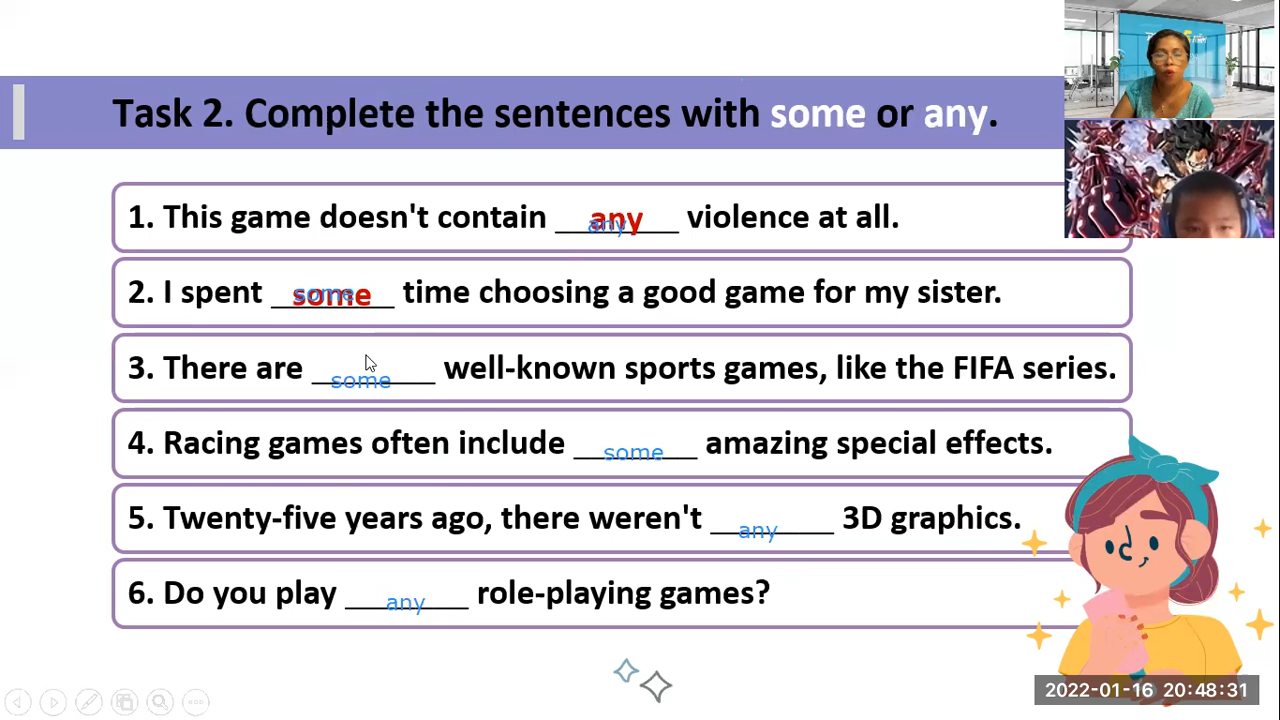 Task 2. Complete the sentences with some or any.
1. This game doesn't contain any any violence at all.
2. I spent some some time choosing a good game for my sister.
3. There are some well-known sports games, like the FIFA series.
4. Racing games often include some amazing special effects.
5. Twenty-five years ago, there weren't any 3D graphics.
6. Do you play any role-playing games?
2022-01-16 20:48:31